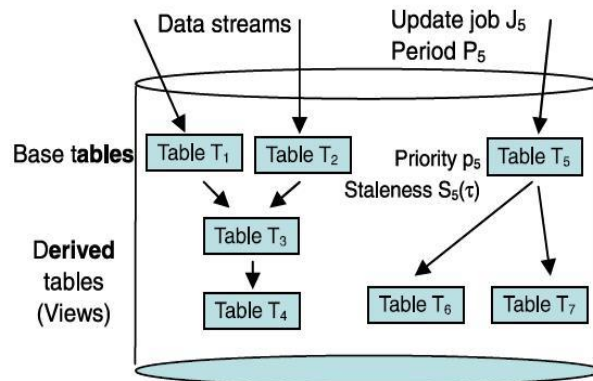 Data streams
Update job J₅
Period P₅
Base tables
Table T₁
Table T₂
Priority p₅
Staleness S₅(τ)
Table T₅
Table T₃
Derived
tables
(Views)
Table T₄
Table T₆
Table T₇